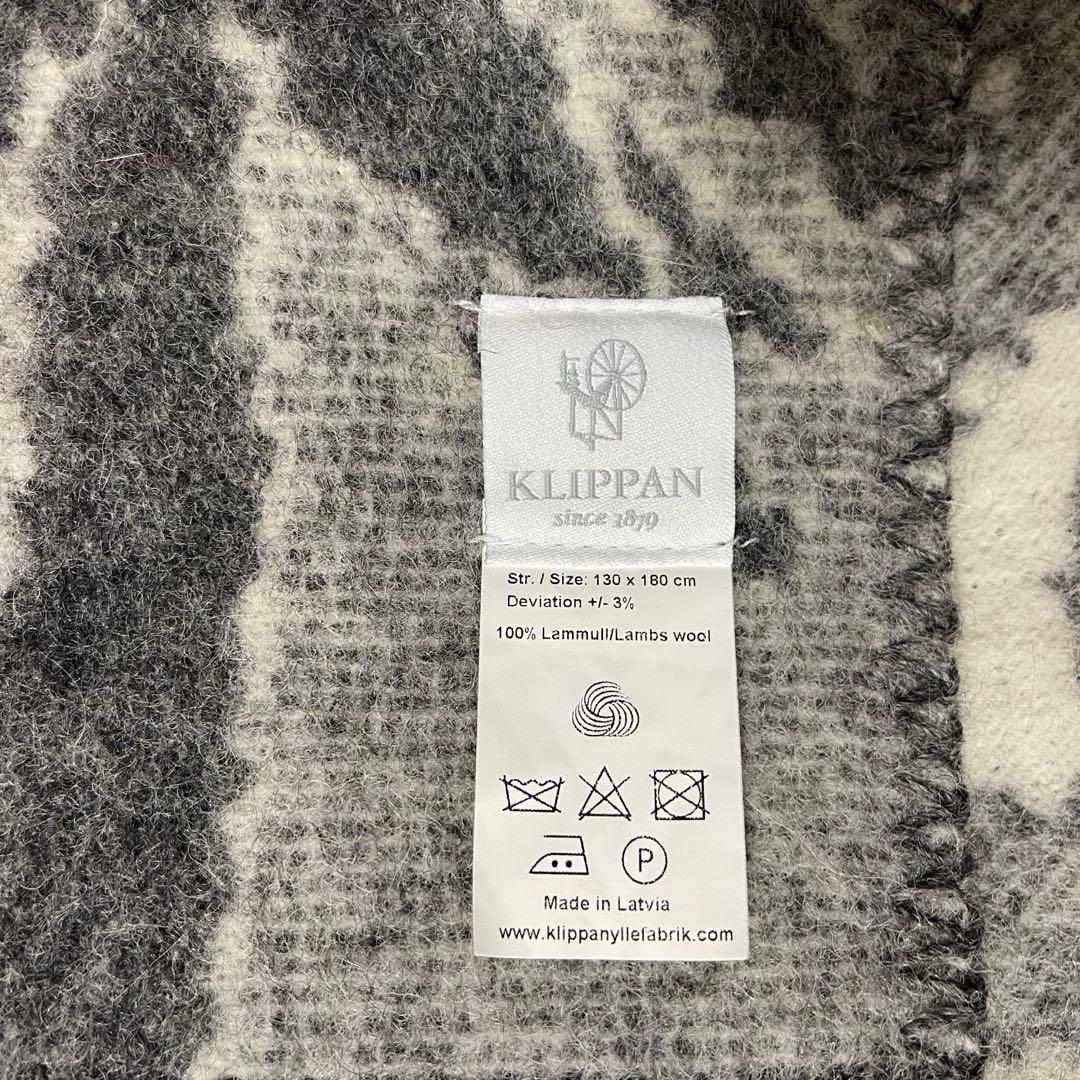 KLIPPAN
since 1879
Str. / Size: 130 x 180 cm
Deviation +/- 3%
100% Lammull/Lambs wool
P
Made in Latvia
www.klippanyllefabrik.com